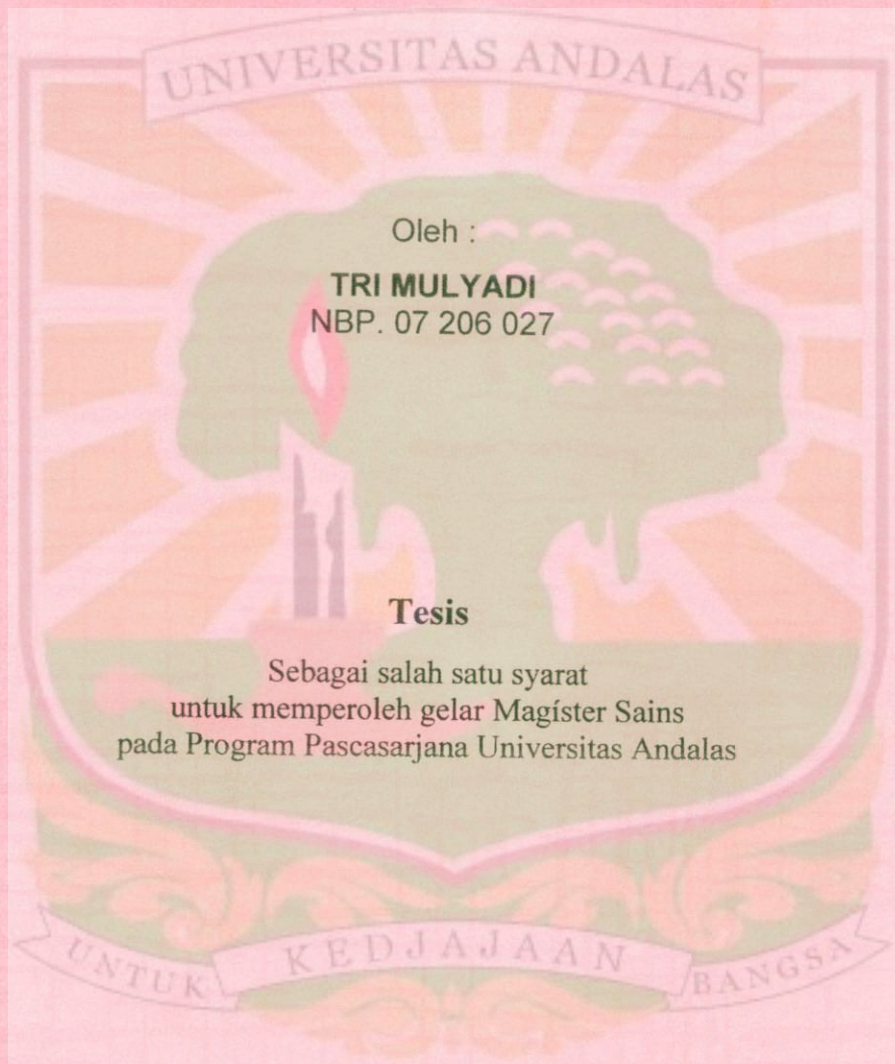 UNIVERSITAS ANDALAS
Oleh :
TRI MULYADI
NBP. 07 206 027
Tesis
Sebagai salah satu syarat
untuk memperoleh gelar Magíster Sains
pada Program Pascasarjana Universitas Andalas
UNTUK KEDJAJAAN BANGSA